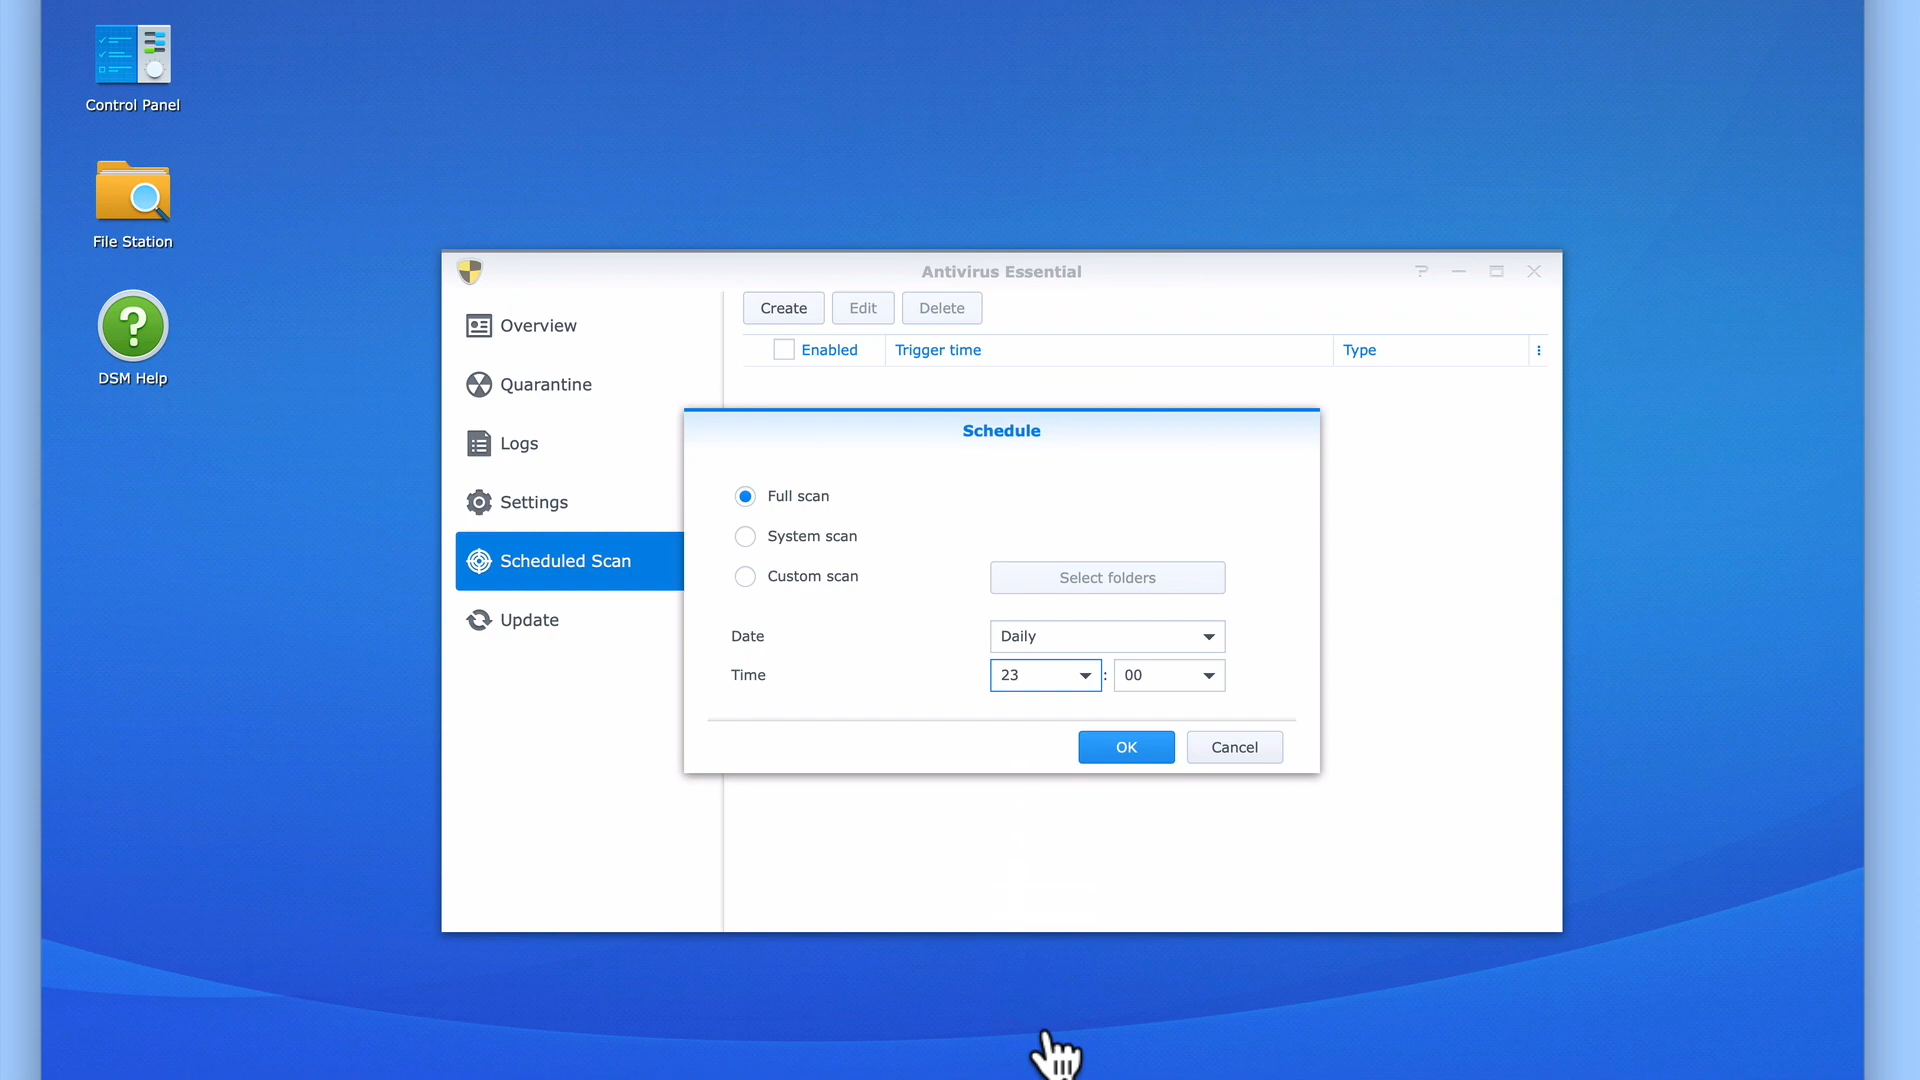 Control Panel
File Station
DSM Help
Antivirus Essential
Overview
Quarantine
Logs
Settings
Scheduled Scan
Update
Create Edit Delete
Enabled Trigger time Type
Schedule
Full scan
System scan
Custom scan Select folders
Date Daily
Time 23 : 00
OK Cancel